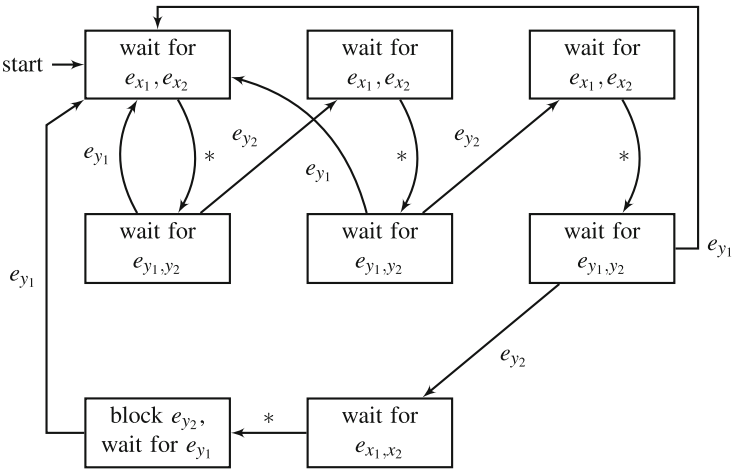 start
wait for
e_{x_1}, e_{x_2}
wait for
e_{x_1}, e_{x_2}
wait for
e_{x_1}, e_{x_2}
e_{y_1}
*
e_{y_2}
e_{y_1}
*
e_{y_2}
*
wait for
e_{y_1,y_2}
wait for
e_{y_1,y_2}
wait for
e_{y_1,y_2}
e_{y_1}
e_{y_1}
e_{y_2}
block e_{y_2},
wait for e_{y_1}
*
wait for
e_{x_1,x_2}